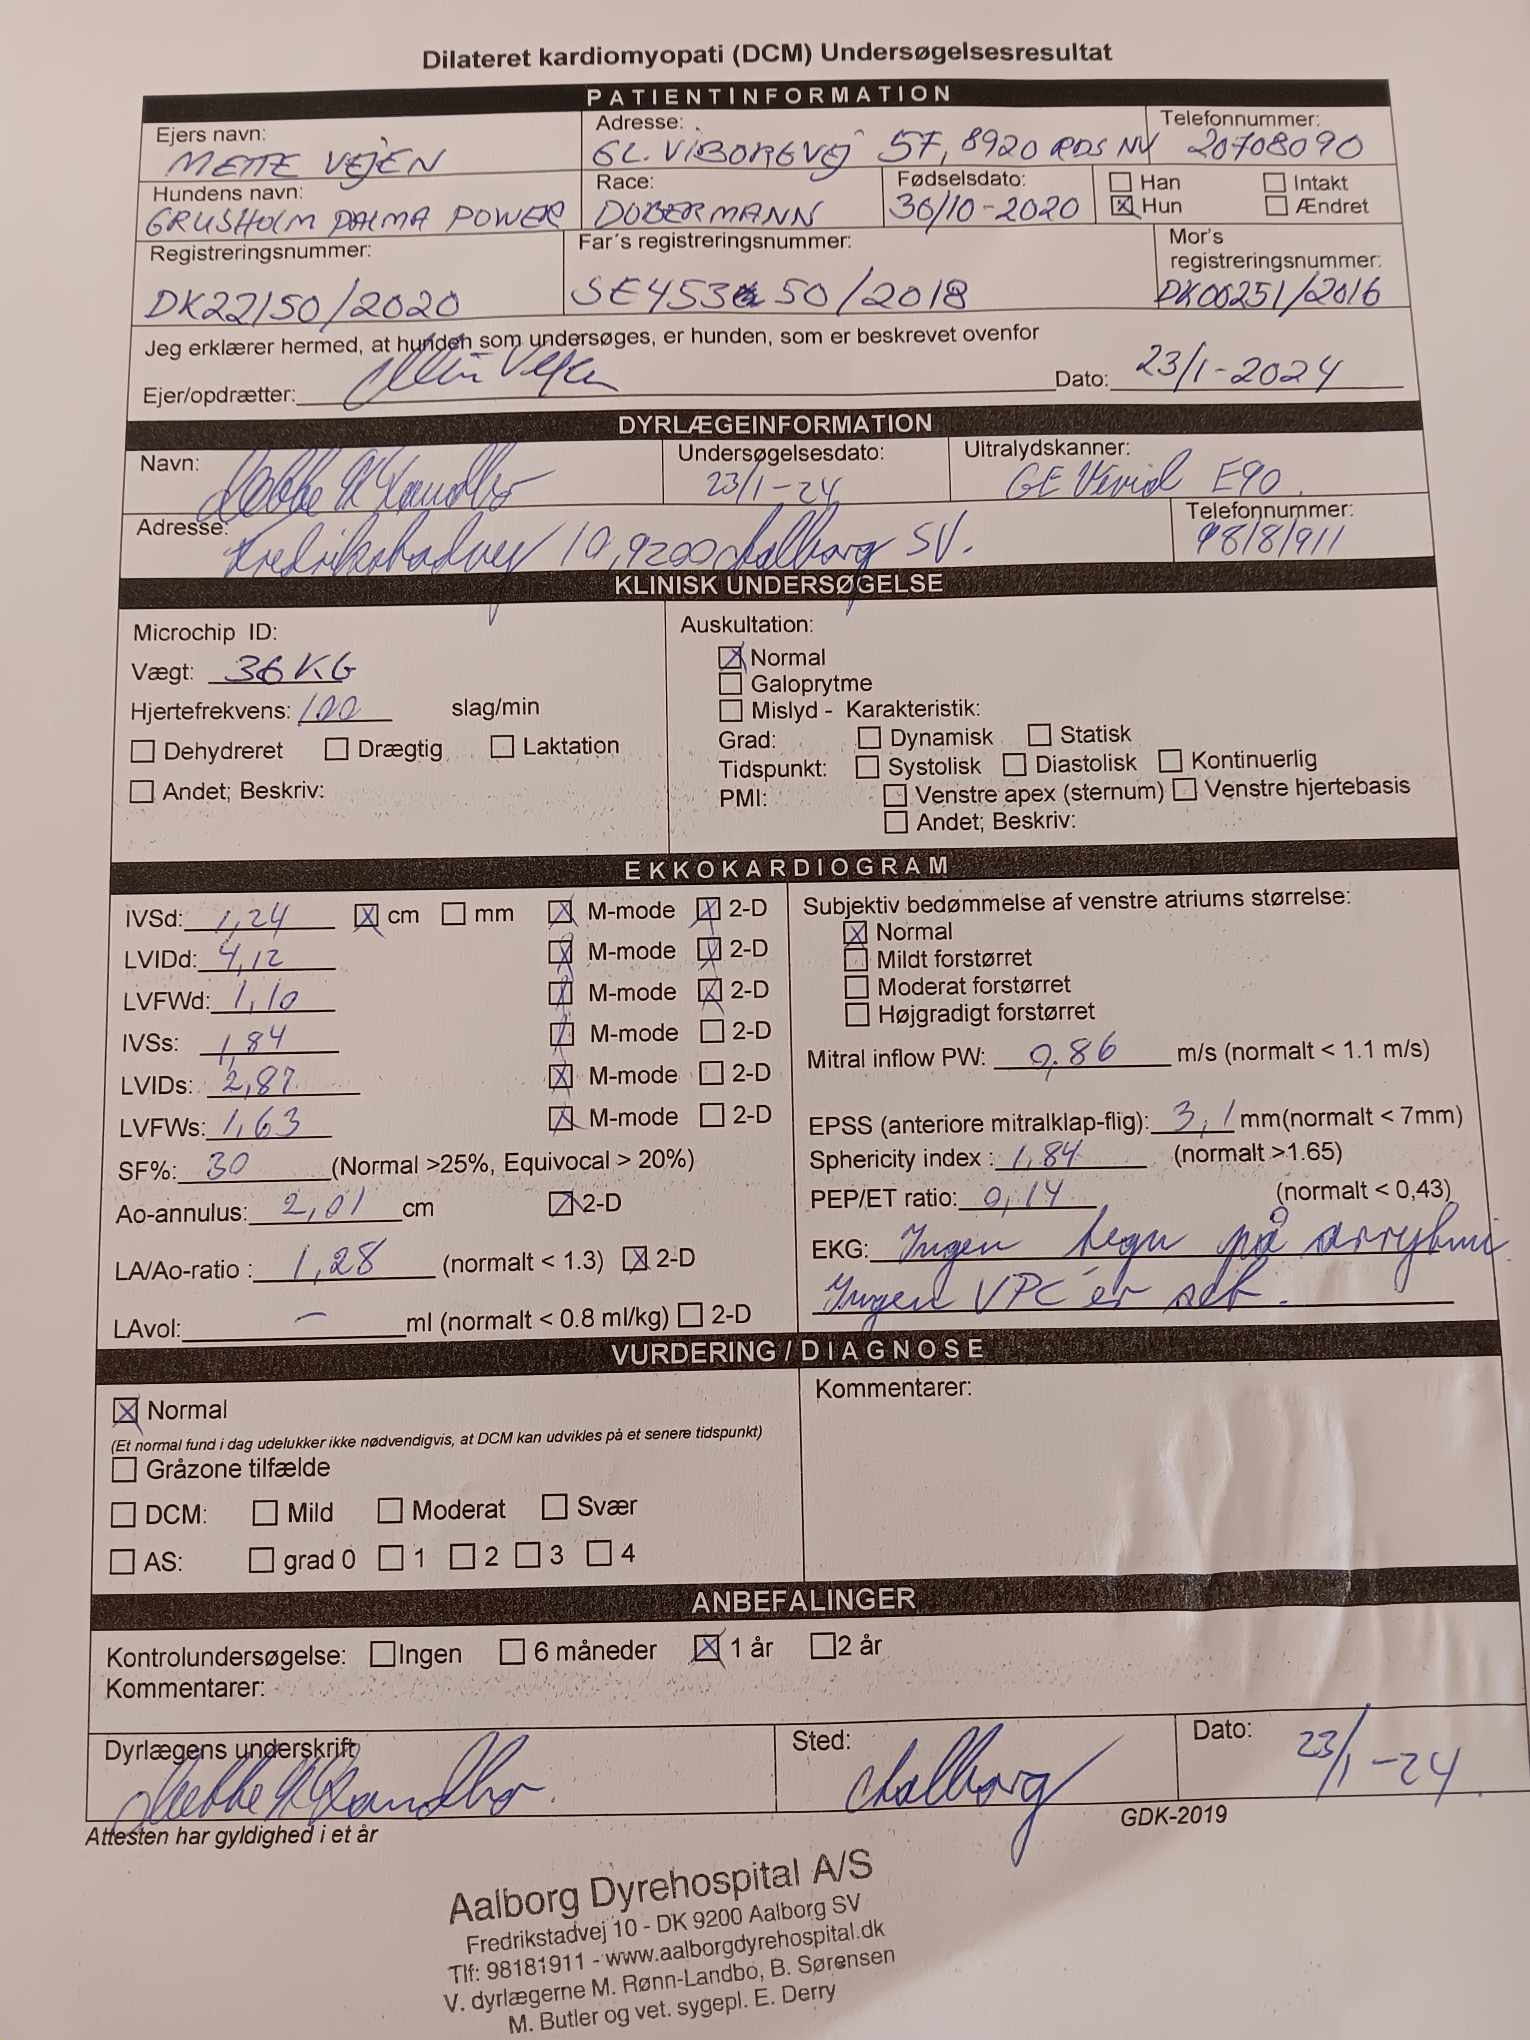 Dilateret kardiomyopati (DCM) Undersøgelsesresultat
PATIENTINFORMATION
Ejers navn: METTE VEJEN
Adresse: GL. VIBORGVEJ 57, 8920 RDS NV
Telefonnummer: 20708090
Hundens navn: GRUSHOLM PALMA POWER
Race: DOBERMANN
Fødselsdato: 30/10-2020
☐ Han ☐ Intakt
☒ Hun ☐ Ændret
Registreringsnummer: DK22150/2020
Far´s registreringsnummer: SE453 50/2018
Mor's registreringsnummer: DK00251/2016
Jeg erklærer hermed, at hunden som undersøges, er hunden, som er beskrevet ovenfor
Ejer/opdrætter: Vejen Dato: 23/1-2024
DYRLÆGEINFORMATION
Navn:
Undersøgelsesdato: 23/1-24
Ultralydskanner: GE Vivid E90
Adresse: Fredrikstadvej 10, 9200 Aalborg SV.
Telefonnummer: 98181911
KLINISK UNDERSØGELSE
Microchip ID:
Vægt: 36 KG
Hjertefrekvens: 100 slag/min
☐ Dehydreret ☐ Drægtig ☐ Laktation
☐ Andet; Beskriv:
Auskultation:
☒ Normal
☐ Galoprytme
☐ Mislyd - Karakteristik:
Grad: ☐ Dynamisk ☐ Statisk
Tidspunkt: ☐ Systolisk ☐ Diastolisk ☐ Kontinuerlig
PMI: ☐ Venstre apex (sternum) ☐ Venstre hjertebasis
☐ Andet; Beskriv:
EKKOKARDIOGRAM
IVSd: 1,24 ☒ cm ☐ mm ☒ M-mode ☒ 2-D
LVIDd: 4,12 ☒ M-mode ☒ 2-D
LVFWd: 1,10 ☒ M-mode ☒ 2-D
IVSs: 1,84 ☒ M-mode ☐ 2-D
LVIDs: 2,87 ☒ M-mode ☐ 2-D
LVFWs: 1,63 ☒ M-mode ☐ 2-D
SF%: 30 (Normal >25%, Equivocal > 20%)
Ao-annulus: 2,01 cm ☒ 2-D
LA/Ao-ratio : 1,28 (normalt < 1.3) ☒ 2-D
LAvol: – ml (normalt < 0.8 ml/kg) ☐ 2-D
Subjektiv bedømmelse af venstre atriums størrelse:
☒ Normal
☐ Mildt forstørret
☐ Moderat forstørret
☐ Højgradigt forstørret
Mitral inflow PW: 0,86 m/s (normalt < 1.1 m/s)
EPSS (anteriore mitralklap-flig): 3,1 mm(normalt < 7mm)
Sphericity index : 1,84 (normalt >1.65)
PEP/ET ratio: 0,14 (normalt < 0,43)
EKG: Ingen tegn på arrytmi
Ingen VPC'er set.
VURDERING / DIAGNOSE
☒ Normal
(Et normal fund i dag udelukker ikke nødvendigvis, at DCM kan udvikles på et senere tidspunkt)
☐ Gråzone tilfælde
☐ DCM: ☐ Mild ☐ Moderat ☐ Svær
☐ AS: ☐ grad 0 ☐ 1 ☐ 2 ☐ 3 ☐ 4
Kommentarer:
ANBEFALINGER
Kontrolundersøgelse: ☐ Ingen ☐ 6 måneder ☒ 1 år ☐ 2 år
Kommentarer:
Dyrlægens underskrift
Sted: Aalborg
Dato: 23/1-24
Attesten har gyldighed i et år
GDK-2019
Aalborg Dyrehospital A/S
Fredrikstadvej 10 - DK 9200 Aalborg SV
Tlf: 98181911 - www.aalborgdyrehospital.dk
V. dyrlægerne M. Rønn-Landbo, B. Sørensen
M. Butler og vet. sygepl. E. Derry